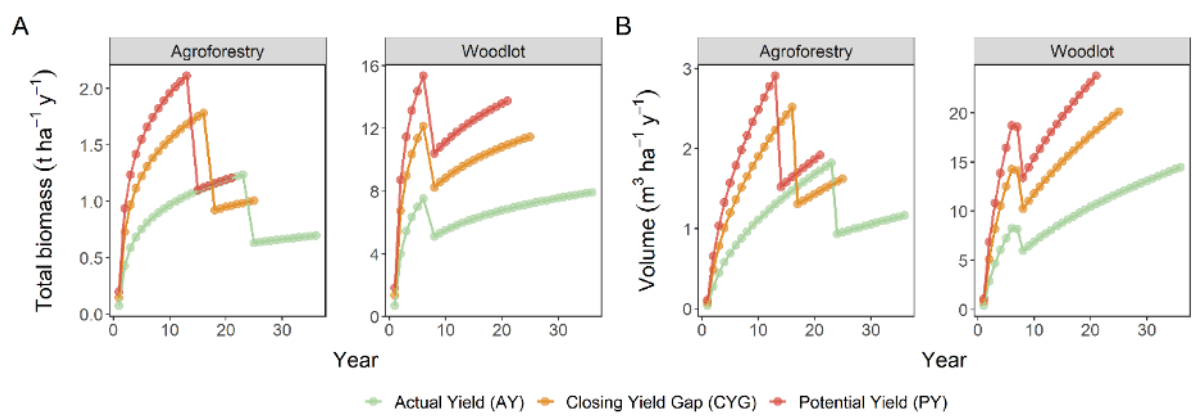 A
B
Agroforestry
Woodlot
Agroforestry
Woodlot
Total biomass (t ha⁻¹ y⁻¹)
0.0
0.5
1.0
1.5
2.0
0
4
8
12
16
Volume (m³ ha⁻¹ y⁻¹)
0
1
2
3
0
5
10
15
20
0 10 20 30
0 10 20 30
0 10 20 30
0 10 20 30
Year
Year
Year
Year
Actual Yield (AY) Closing Yield Gap (CYG) Potential Yield (PY)